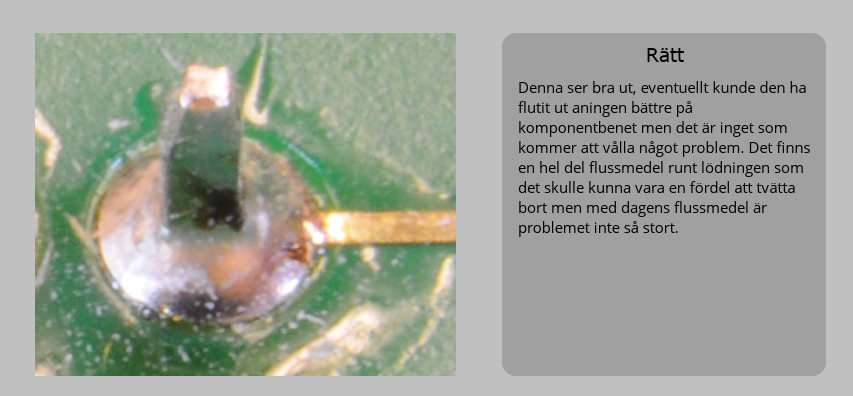 Rätt
Denna ser bra ut, eventuellt kunde den ha
flutit ut aningen bättre på
komponentbenet men det är inget som
kommer att vålla något problem. Det finns
en hel del flussmedel runt lödningen som
det skulle kunna vara en fördel att tvätta
bort men med dagens flussmedel är
problemet inte så stort.